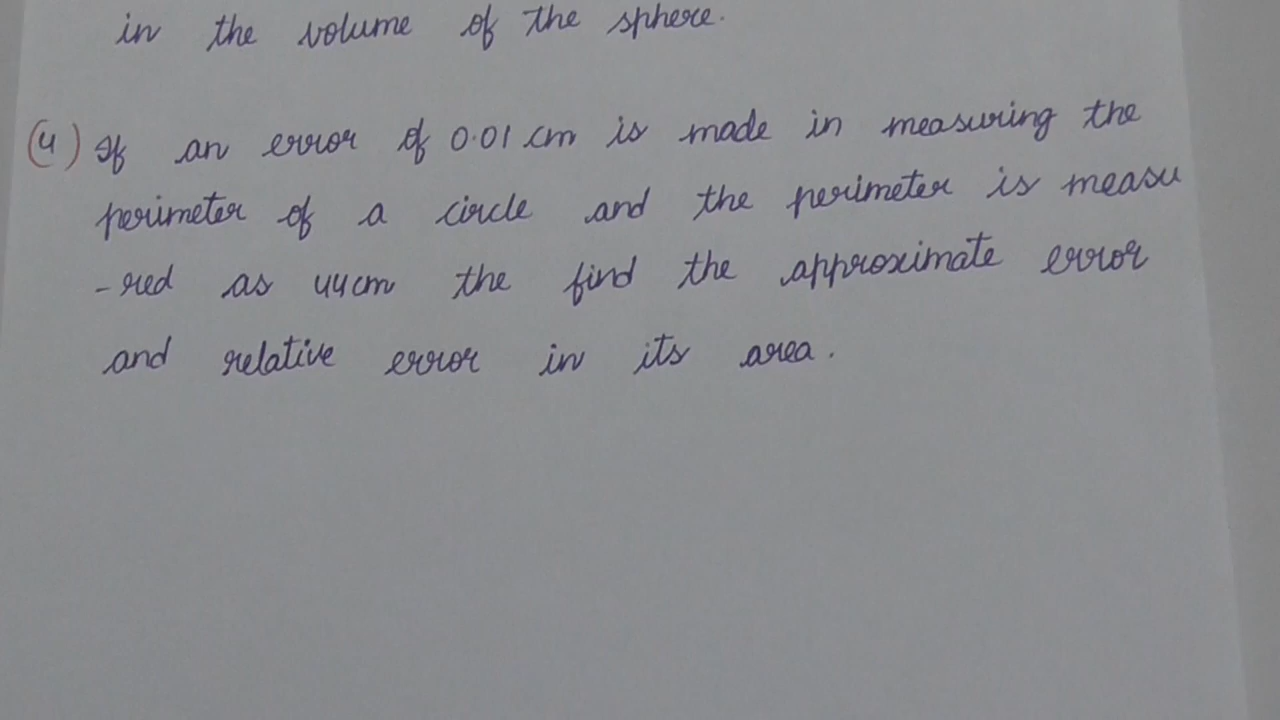 in the volume of the sphere.
(4) If an error of 0.01 cm is made in measuring the
perimeter of a circle and the perimeter is measu
-red as 44cm the find the approximate error
and relative error in its area.